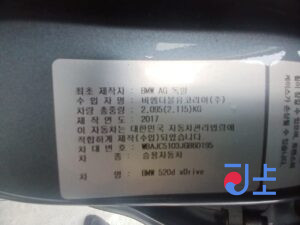 최초 제작사 : BMW AG 독일
수 입 자 명 : 비엠더블유코리아(주)
차량 총중량 : 2,095(2,115)KG
제 작 연 도 : 2017
이 자동차는 대한민국 자동차관리법령에
적합하게 제작(수입)되었습니다.
차 대 번 호 :
차 종 : 승용자동차
차 명 : BMW 520d xDrive